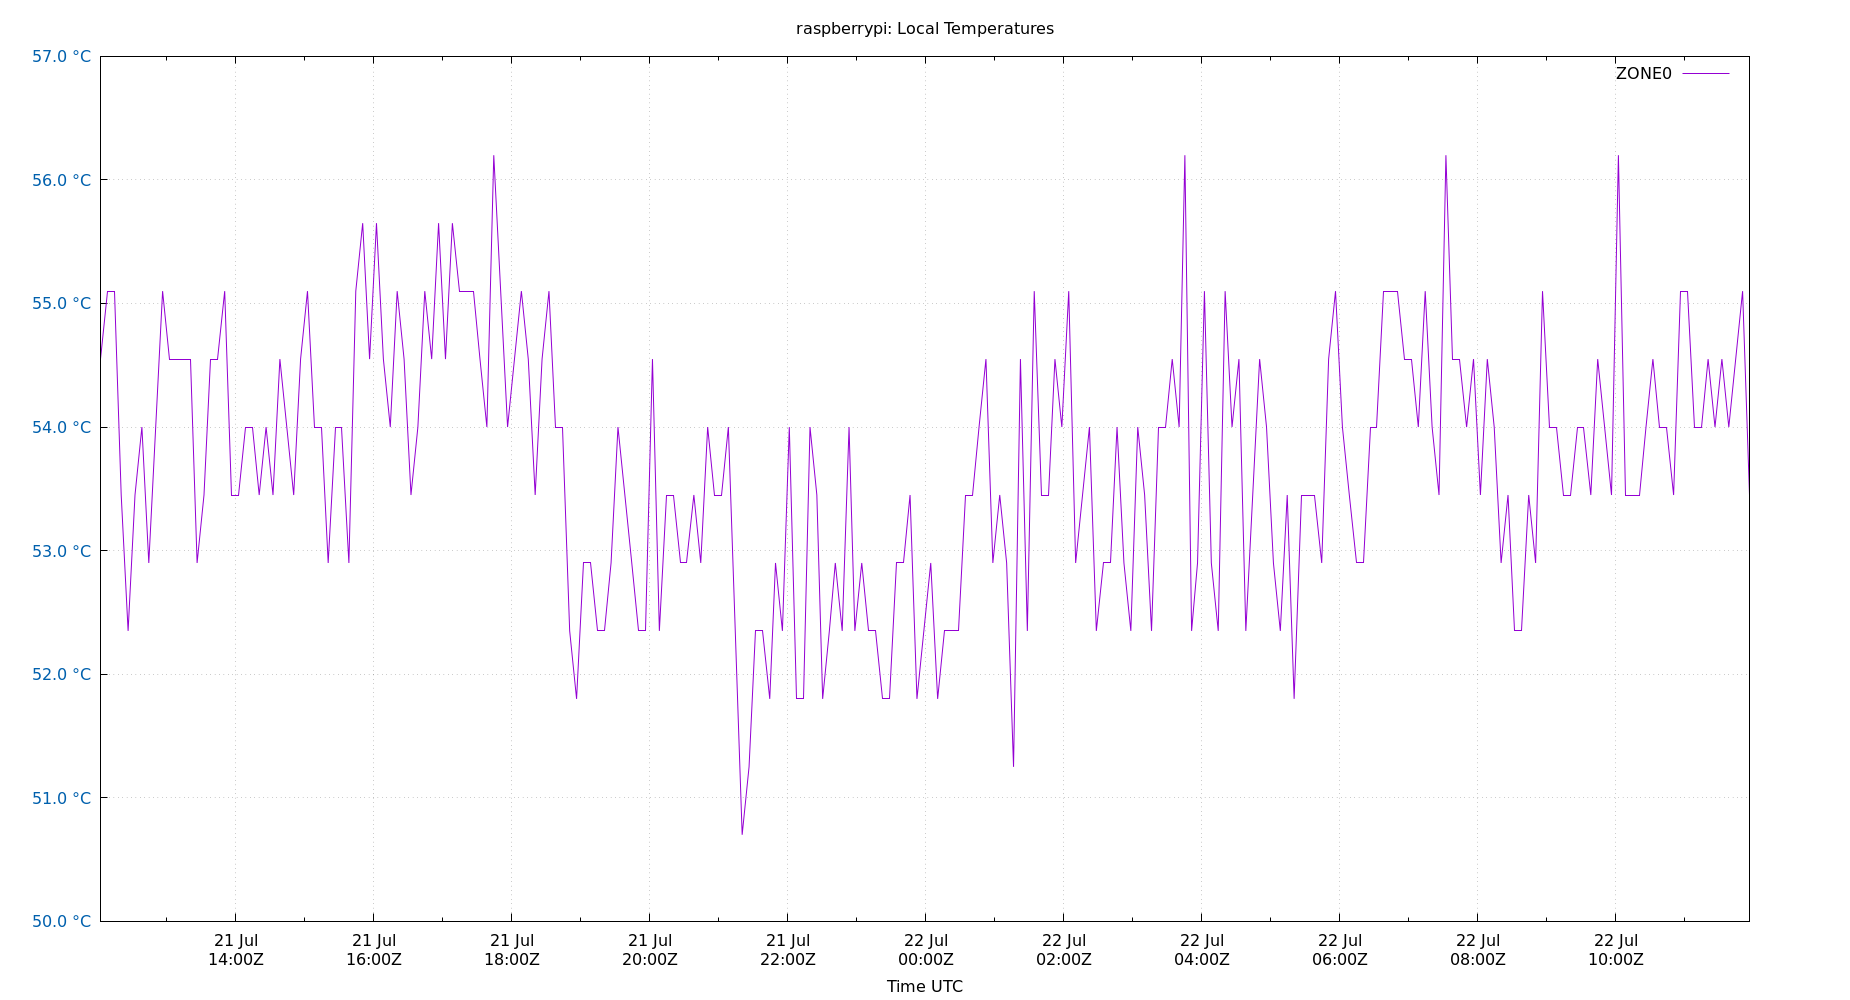 raspberrypi: Local Temperatures
57.0 °C
ZONE0
56.0 °C
55.0 °C
54.0 °C
53.0 °C
52.0 °C
51.0 °C
50.0 °C
21 Jul 21 Jul 21 Jul 21 Jul 21 Jul 22 Jul 22 Jul 22 Jul 22 Jul 22 Jul 22 Jul
14:00Z 16:00Z 18:00Z 20:00Z 22:00Z 00:00Z 02:00Z 04:00Z 06:00Z 08:00Z 10:00Z
Time UTC